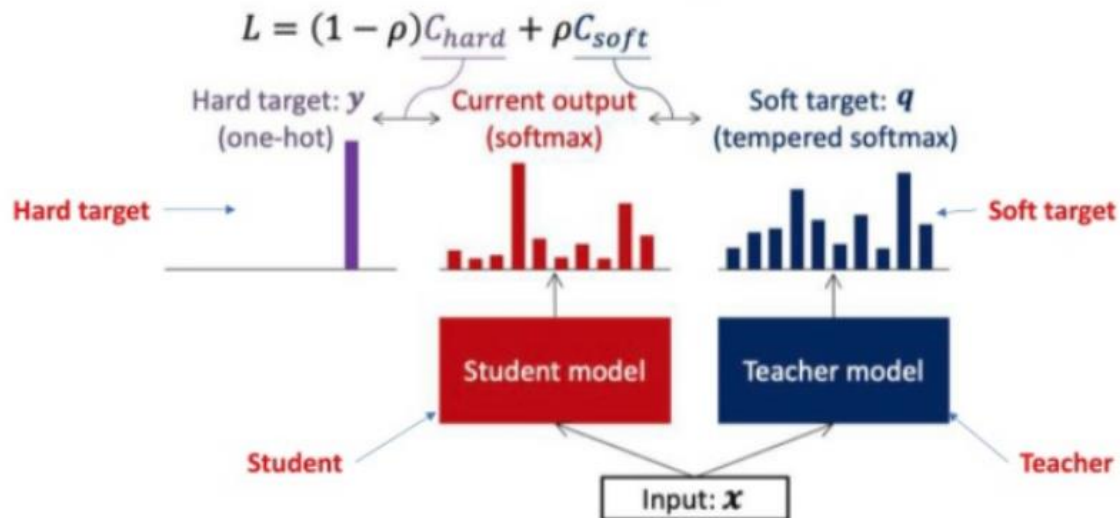 L = (1 − ρ)C_hard + ρC_soft
Hard target: y
(one-hot)
Current output
(softmax)
Soft target: q
(tempered softmax)
Hard target
Soft target
Student model
Teacher model
Student
Teacher
Input: x